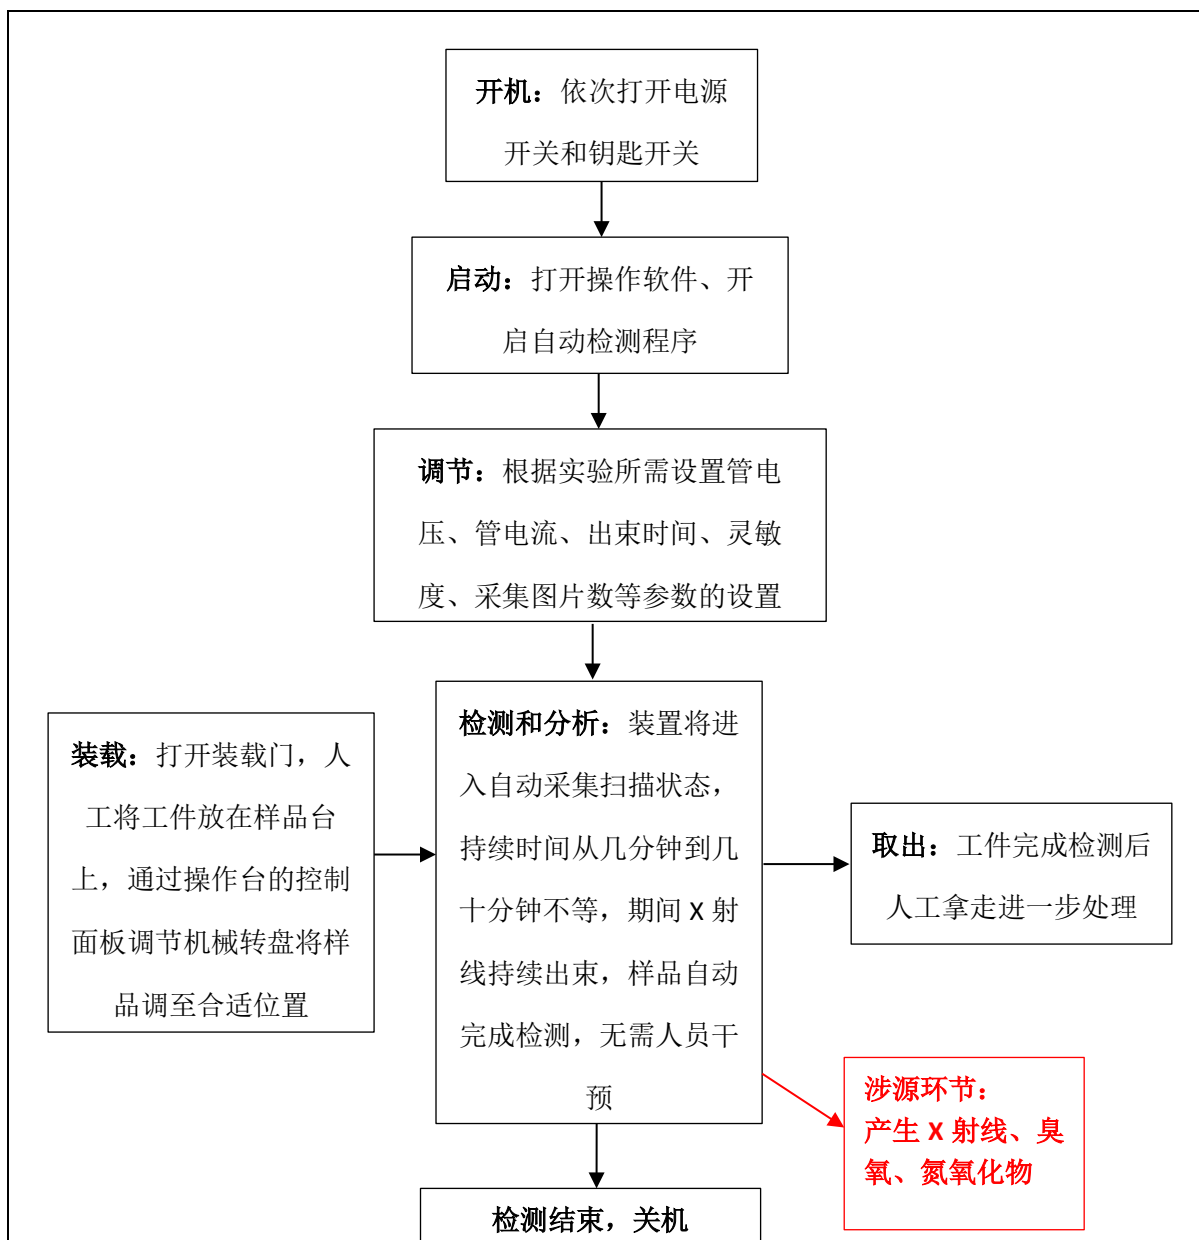 开机：依次打开电源
开关和钥匙开关
启动：打开操作软件、开
启自动检测程序
调节：根据实验所需设置管电
压、管电流、出束时间、灵敏
度、采集图片数等参数的设置
装载：打开装载门，人
工将工件放在样品台
上，通过操作台的控制
面板调节机械转盘将样
品调至合适位置
检测和分析：装置将进
入自动采集扫描状态，
持续时间从几分钟到几
十分钟不等，期间 X 射
线持续出束，样品自动
完成检测，无需人员干
预
取出：工件完成检测后
人工拿走进一步处理
涉源环节：
产生 X 射线、臭
氧、氮氧化物
检测结束，关机